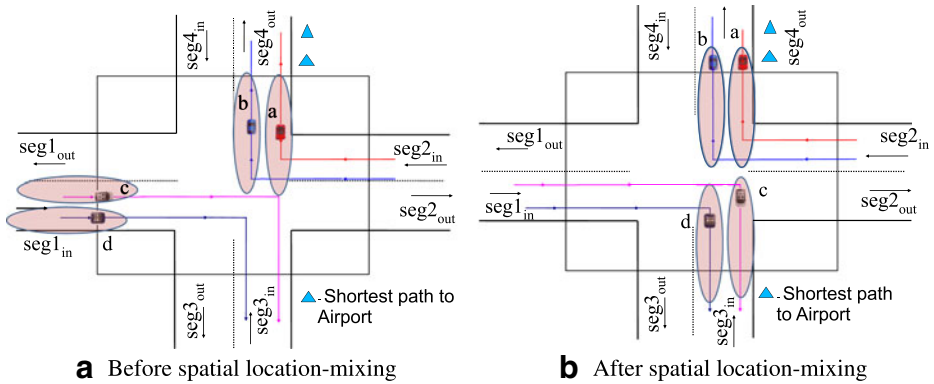 seg4in
seg4out
b
a
seg1out
seg2in
c
seg2out
seg1in
d
seg3out
seg3in
- Shortest path to
Airport
a Before spatial location-mixing
seg4in
b
a
seg4out
seg1out
seg2in
c
seg1in
seg2out
d
seg3out
seg3in
- Shortest path
to Airport
b After spatial location-mixing